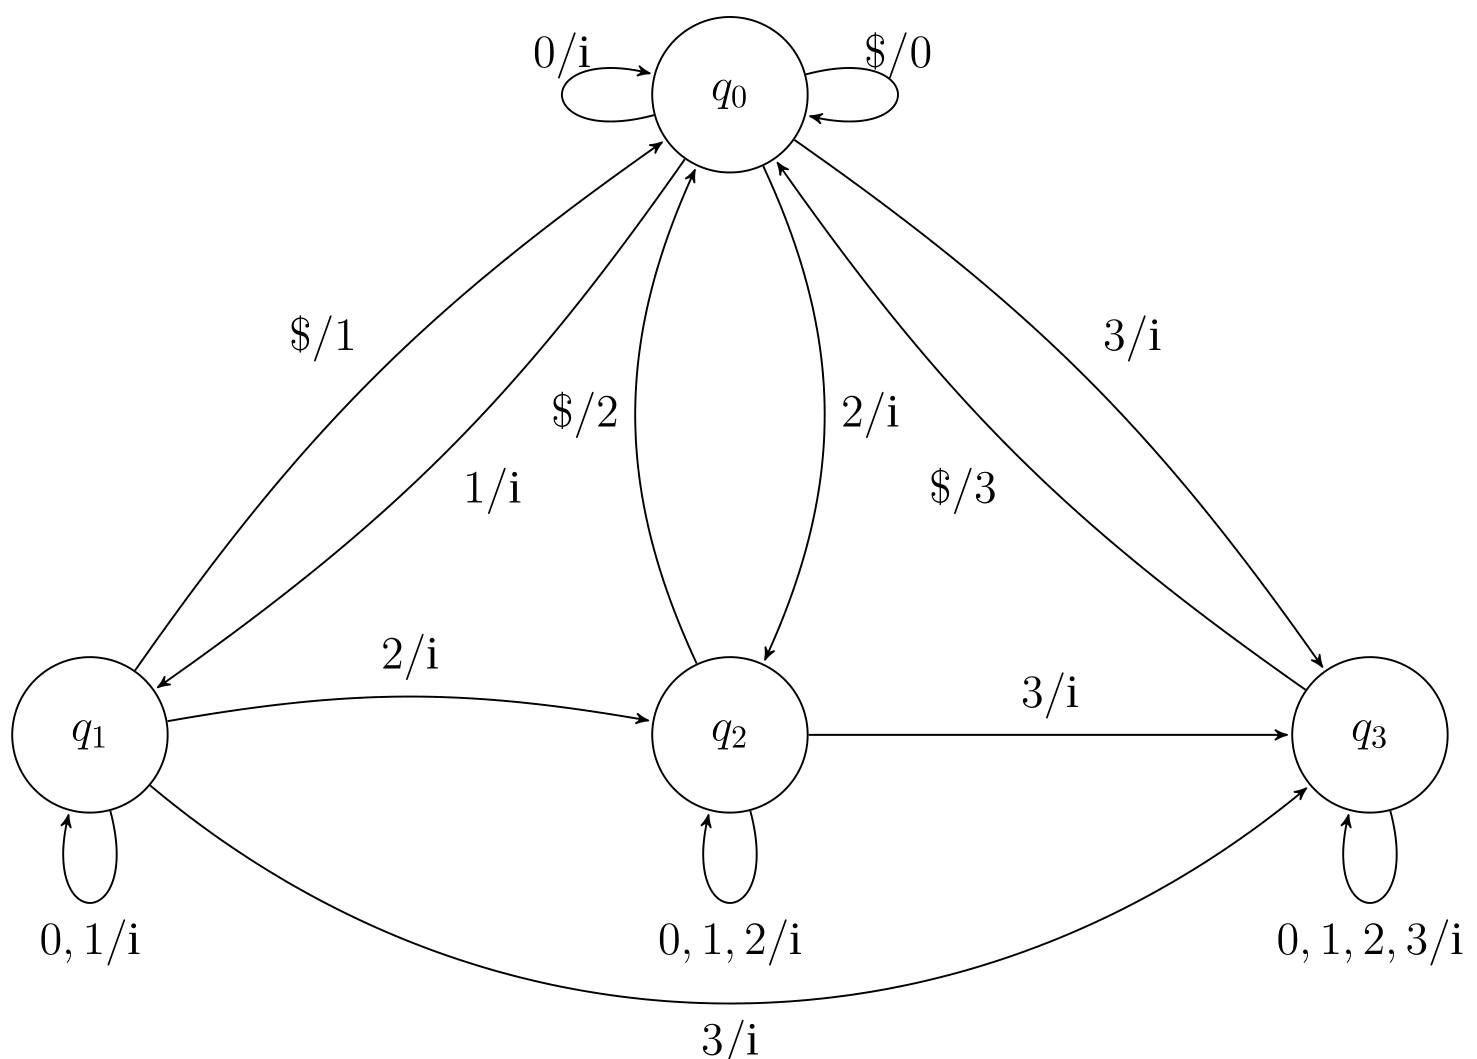 0/i
$/0
q₀
$/1
3/i
$/2
2/i
1/i
$/3
2/i
3/i
q₁
q₂
q₃
0, 1/i
0, 1, 2/i
0, 1, 2, 3/i
3/i